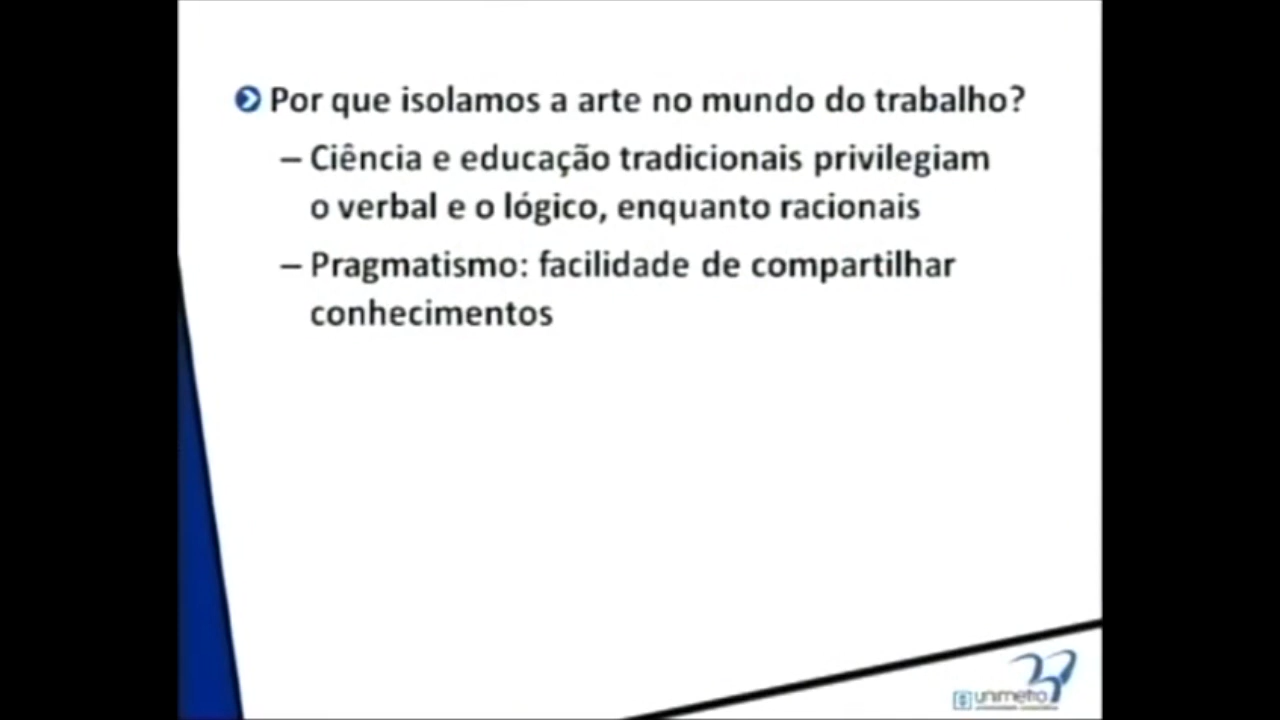 Por que isolamos a arte no mundo do trabalho?
– Ciência e educação tradicionais privilegiam
o verbal e o lógico, enquanto racionais
– Pragmatismo: facilidade de compartilhar
conhecimentos
unimetro